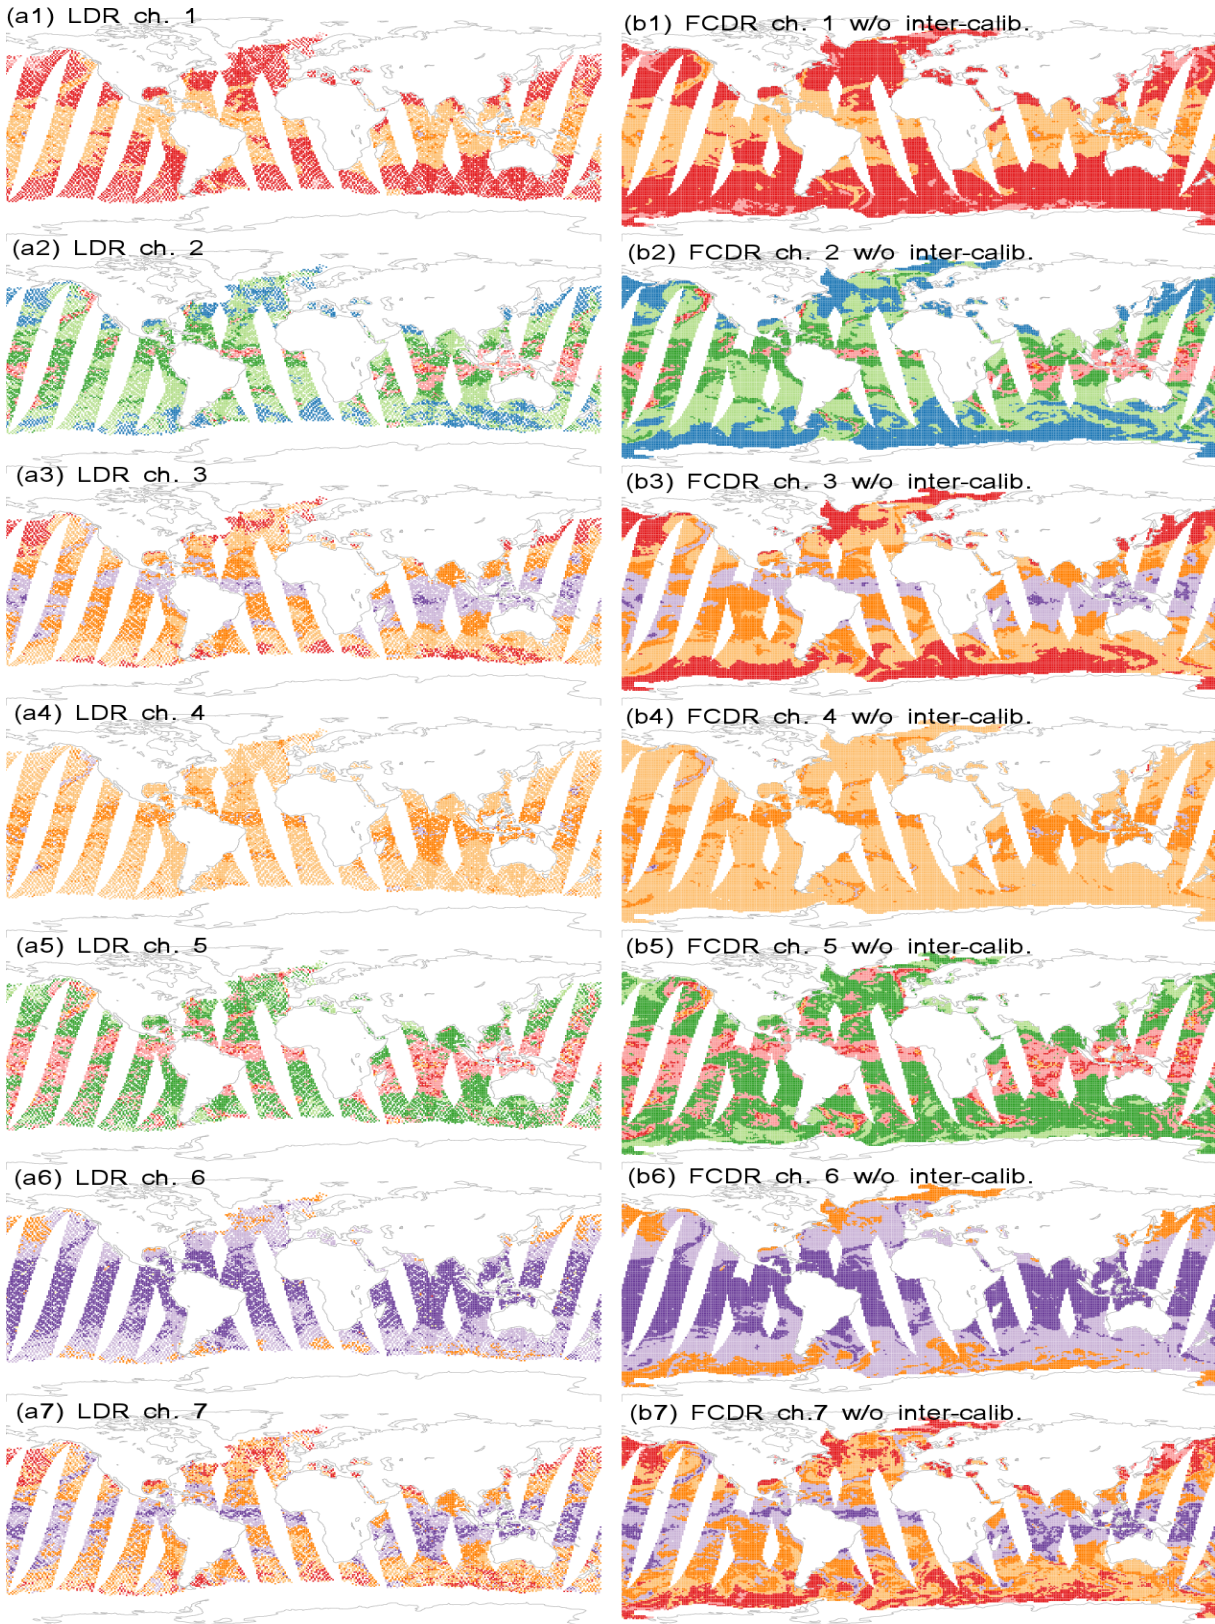 (a1) LDR ch. 1
(b1) FCDR ch. 1 w/o inter-calib.
(a2) LDR ch. 2
(b2) FCDR ch. 2 w/o inter-calib.
(a3) LDR ch. 3
(b3) FCDR ch. 3 w/o inter-calib.
(a4) LDR ch. 4
(b4) FCDR ch. 4 w/o inter-calib.
(a5) LDR ch. 5
(b5) FCDR ch. 5 w/o inter-calib.
(a6) LDR ch. 6
(b6) FCDR ch. 6 w/o inter-calib.
(a7) LDR ch. 7
(b7) FCDR ch.7 w/o inter-calib.